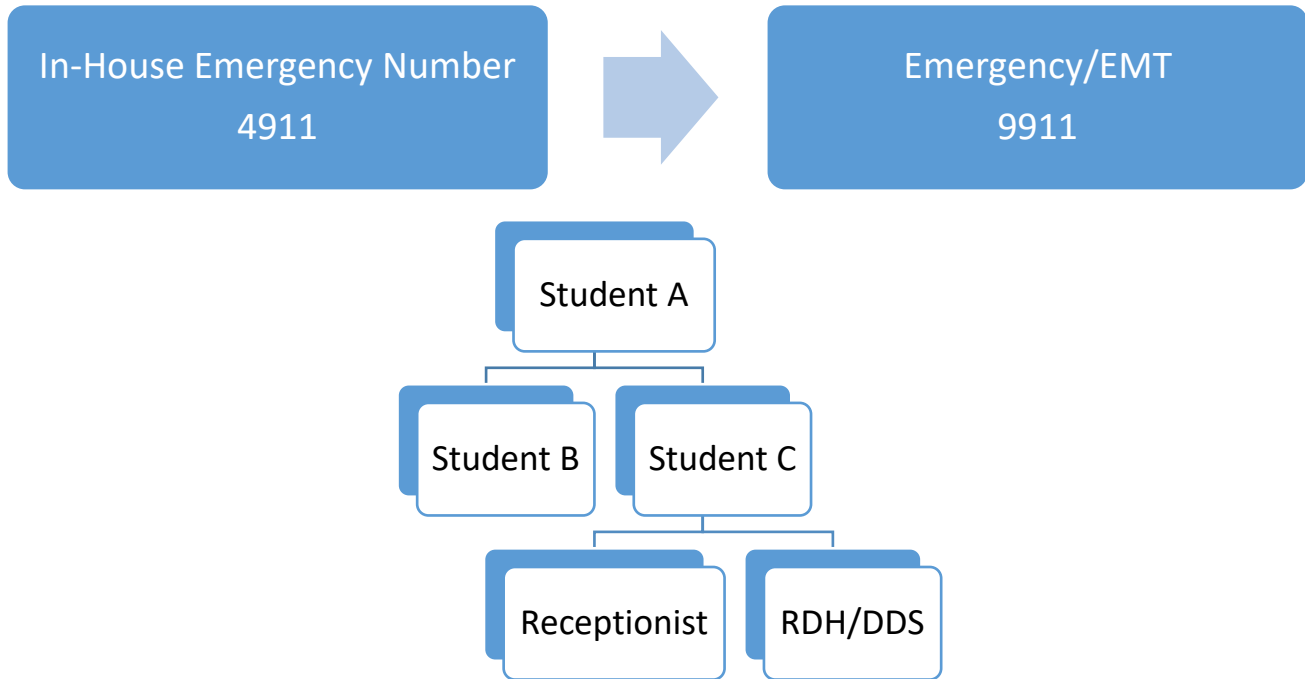 In-House Emergency Number
4911
Emergency/EMT
9911
Student A
Student B
Student C
Receptionist
RDH/DDS